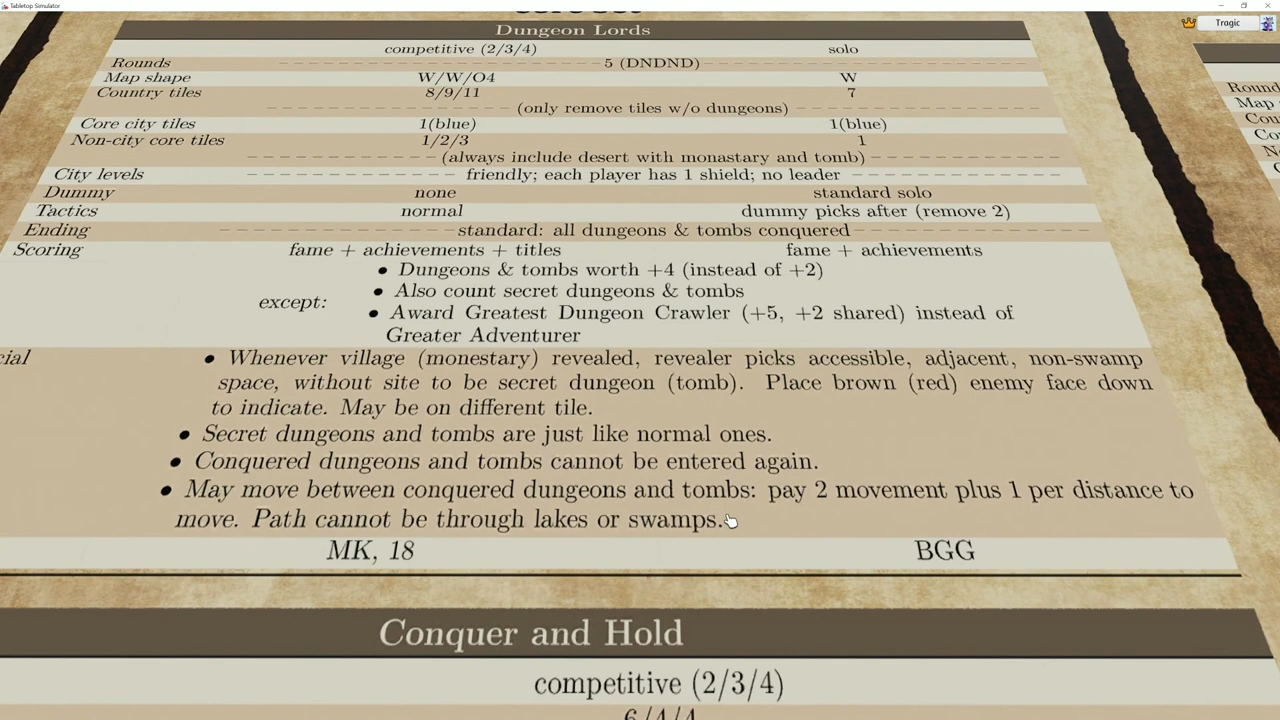 Tabletop Simulator
Tragic
Dungeon Lords
competitive (2/3/4) solo
Rounds 5 (DNDND)
Map shape W/W/O4 W
Country tiles 8/9/11 7
(only remove tiles w/o dungeons)
Core city tiles 1(blue) 1(blue)
Non-city core tiles 1/2/3 1
(always include desert with monastary and tomb)
City levels friendly; each player has 1 shield; no leader
Dummy none standard solo
Tactics normal dummy picks after (remove 2)
Ending standard: all dungeons & tombs conquered
Scoring fame + achievements + titles fame + achievements
• Dungeons & tombs worth +4 (instead of +2)
except: • Also count secret dungeons & tombs
• Award Greatest Dungeon Crawler (+5, +2 shared) instead of
Greater Adventurer
cial • Whenever village (monestary) revealed, revealer picks accessible, adjacent, non-swamp
space, without site to be secret dungeon (tomb). Place brown (red) enemy face down
to indicate. May be on different tile.
• Secret dungeons and tombs are just like normal ones.
• Conquered dungeons and tombs cannot be entered again.
• May move between conquered dungeons and tombs: pay 2 movement plus 1 per distance to
move. Path cannot be through lakes or swamps.
MK, 18 BGG
Conquer and Hold
competitive (2/3/4)
6/4/4
Round
Map
Cou
Co